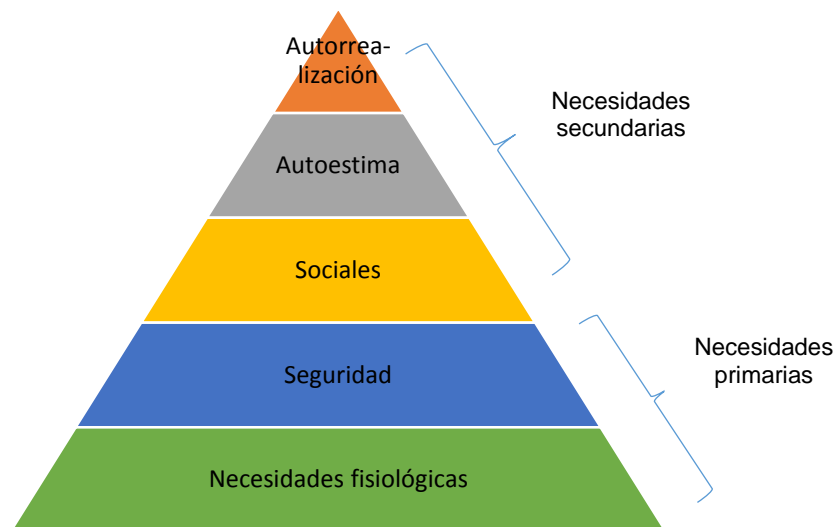 Autorrea-
lización
Necesidades
secundarias
Autoestima
Sociales
Necesidades
primarias
Seguridad
Necesidades fisiológicas